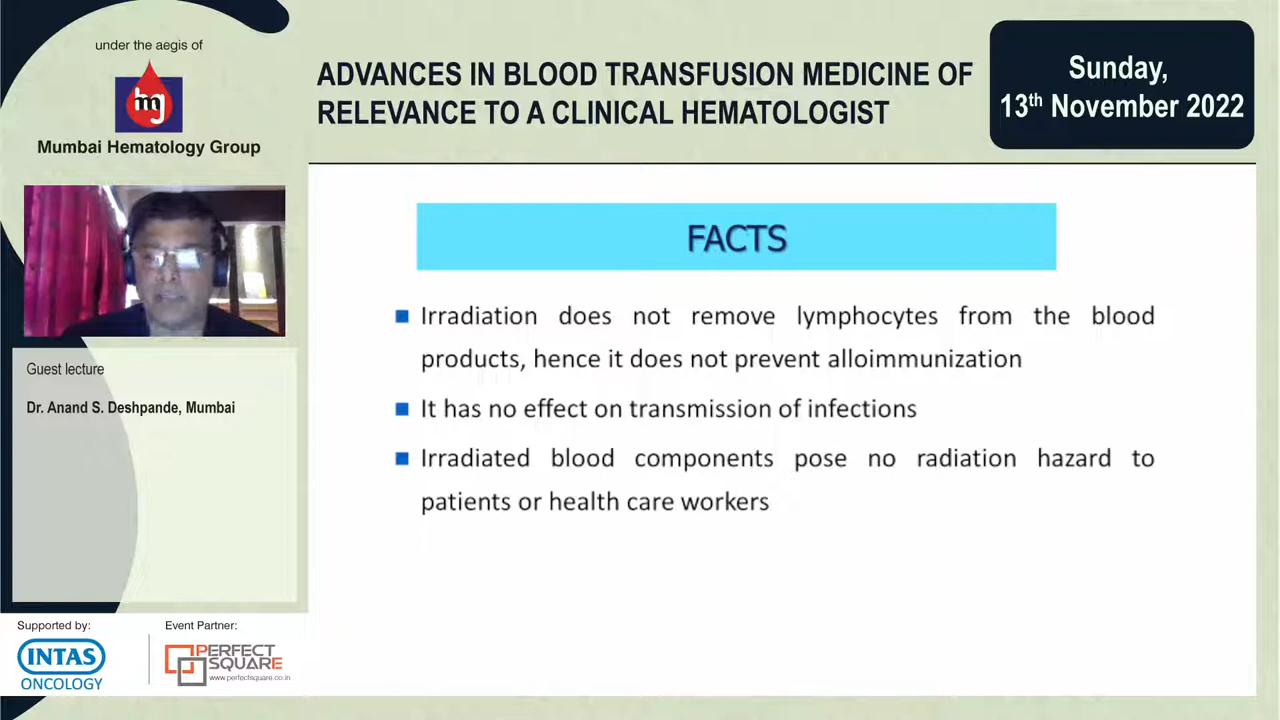 under the aegis of
mg
Mumbai Hematology Group
ADVANCES IN BLOOD TRANSFUSION MEDICINE OF
RELEVANCE TO A CLINICAL HEMATOLOGIST
Sunday,
13th November 2022
Guest lecture
Dr. Anand S. Deshpande, Mumbai
FACTS
Irradiation does not remove lymphocytes from the blood
products, hence it does not prevent alloimmunization
It has no effect on transmission of infections
Irradiated blood components pose no radiation hazard to
patients or health care workers
Supported by:
INTAS
ONCOLOGY
Event Partner:
PERFECT
SQUARE
www.perfectsquare.co.in